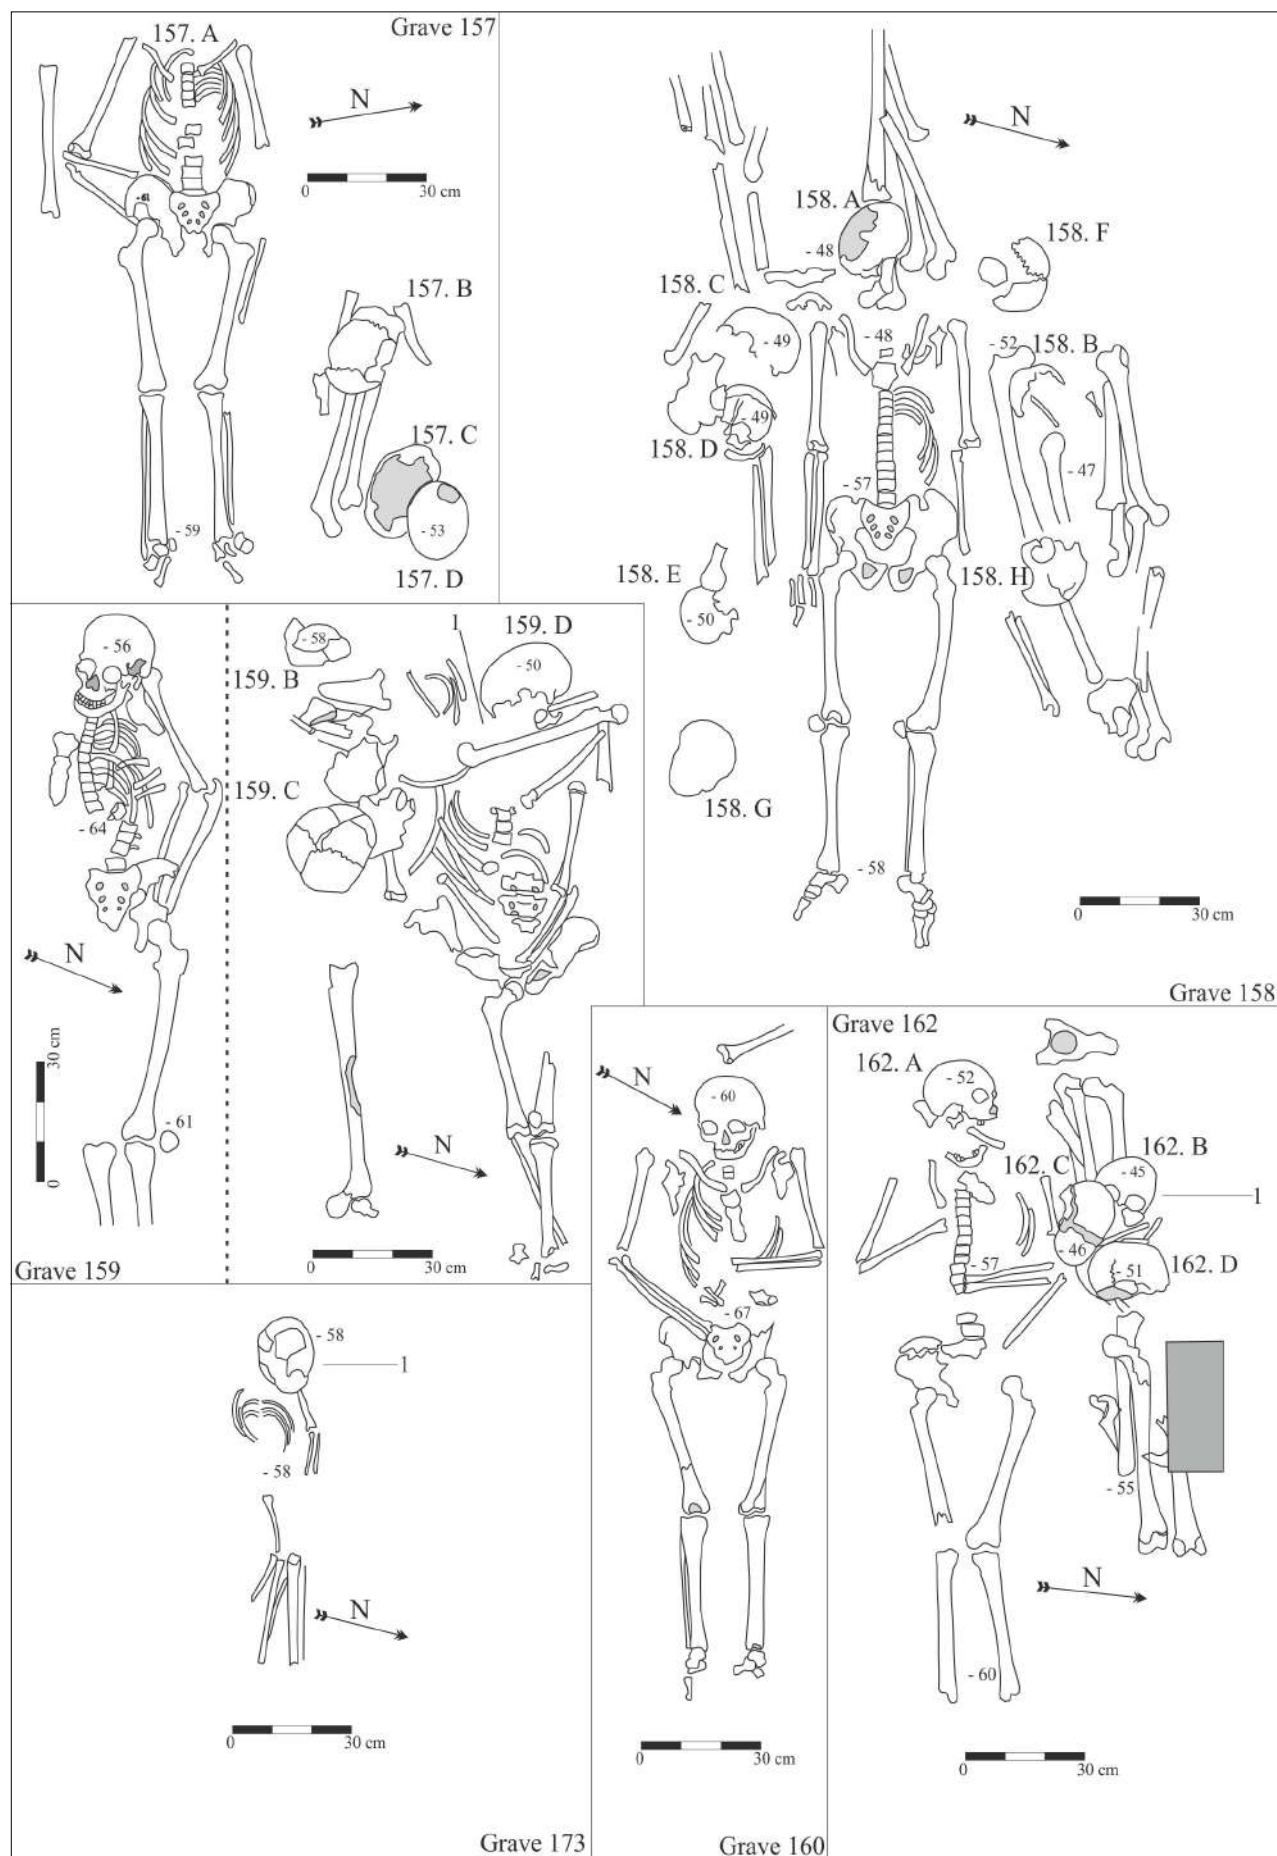 157. A
Grave 157
N
0
30 cm
- 61
157. B
157. C
- 53
157. D
- 59
N
158. A
- 48
158. F
158. C
- 49
- 48
- 52
158. B
- 49
158. D
- 47
- 57
158. E
158. H
- 50
158. G
- 58
0
30 cm
Grave 158
- 56
- 64
N
30 cm
0
- 61
Grave 159
- 58
159. B
1
159. D
- 50
159. C
N
0
30 cm
- 58
1
- 58
N
0
30 cm
Grave 173
N
- 60
- 67
0
30 cm
Grave 160
Grave 162
162. A
- 52
162. B
162. C
- 45
1
- 46
- 57
- 51
162. D
- 55
N
- 60
0
30 cm